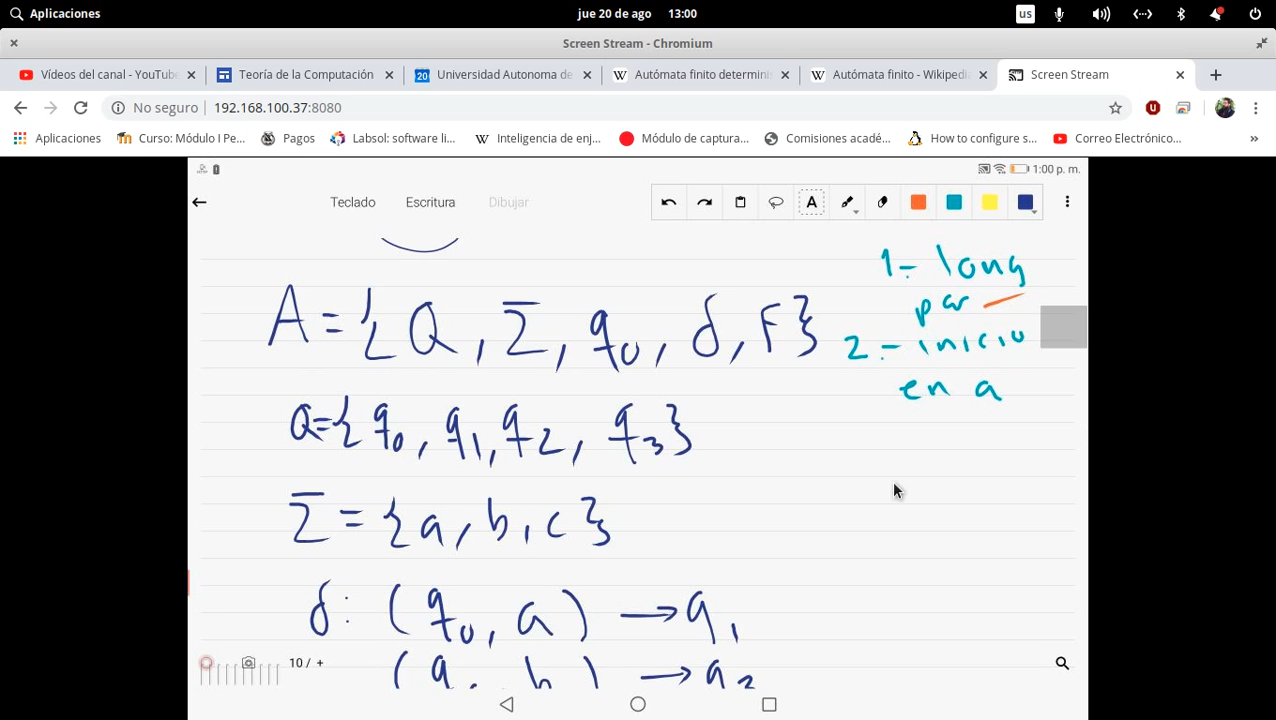 Aplicaciones
jue 20 de ago 13:00
us
Screen Stream - Chromium
Vídeos del canal - YouTube
Teoría de la Computación
Universidad Autonoma de
Autómata finito determini
Autómata finito - Wikipedia
Screen Stream
No seguro | 192.168.100.37:8080
Aplicaciones
Curso: Módulo I Pe...
Pagos
Labsol: software li...
Inteligencia de enj...
Módulo de captura...
Comisiones acadé...
How to configure s...
Correo Electrónico...
1:00 p. m.
Teclado
Escritura
Dibujar
A
1.- long
par
2.- inicio
en a
A = {Q, Σ, q0, δ, F}
Q = {q0, q1, q2, q3}
Σ = {a, b, c}
δ: (q0, a) → q1
10 / +